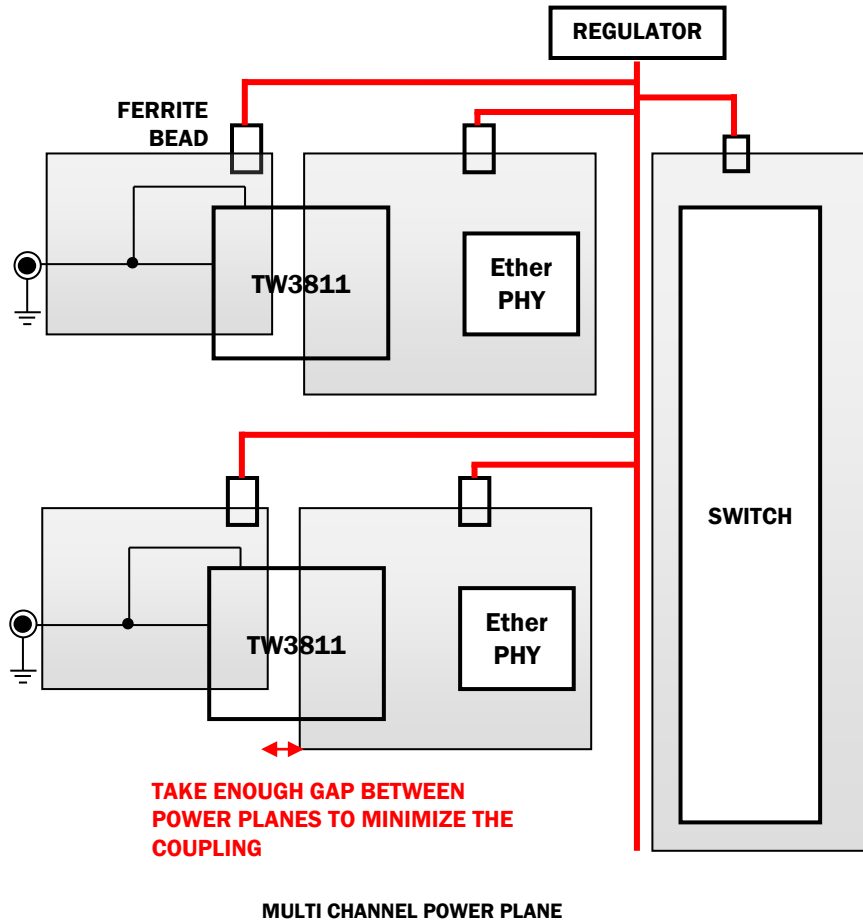 REGULATOR
FERRITE
BEAD
TW3811
Ether
PHY
SWITCH
TW3811
Ether
PHY
TAKE ENOUGH GAP BETWEEN
POWER PLANES TO MINIMIZE THE
COUPLING
MULTI CHANNEL POWER PLANE